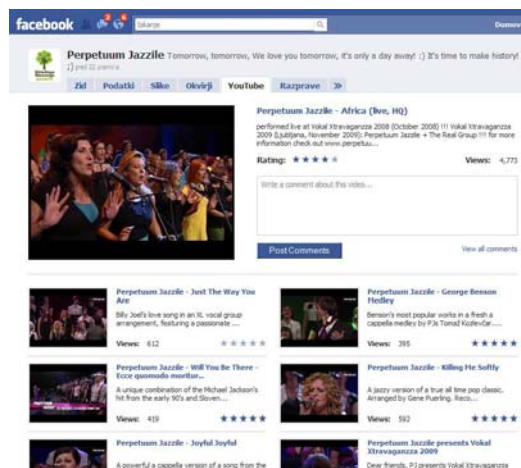 facebook
2
6
Iskanje
Domov
Perpetuum Jazzile Tomorrow, tomorrow, We love you tomorrow, it's only a day away! :) It's time to make history!
:) pred 22 urami
Zid Podatki Slike Okvirji YouTube Razprave »
Perpetuum Jazzile - Africa (live, HQ)
performed live at Vokal Xtravaganzza 2008 (October 2008) !!! Vokal Xtravaganzza
2009 (Ljubljana, November 2009): Perpetuum Jazzile + The Real Group !!! for more
information check out www.perpetuu...
Rating:
Views: 4,773
Write a comment about this video...
Post Comments
View all comments
Perpetuum Jazzile - Just The Way You
Are
Billy Joel's love song in an XL vocal group
arrangement, featuring a passionate ....
Views: 612
Perpetuum Jazzile - George Benson
Medley
Benson's most popular works in a fresh a
cappella medley by PJs Tomaž Kozlevčar....
Views: 395
Perpetuum Jazzile - Will You Be There -
Ecce quomodo moritur...
A unique combination of the Michael Jackson's
hit from the early 90's and Sloven...
Views: 419
Perpetuum Jazzile - Killing Me Softly
A jazzy version of a true all time pop classic.
Arranged by Gene Puerling. Reco...
Views: 592
Perpetuum Jazzile - Joyful Joyful
A powerful a cappella version of a song from the
Perpetuum Jazzile presents Vokal
Xtravaganzza 2009
Dear friends, PJ presents Vokal Xtravaganzza